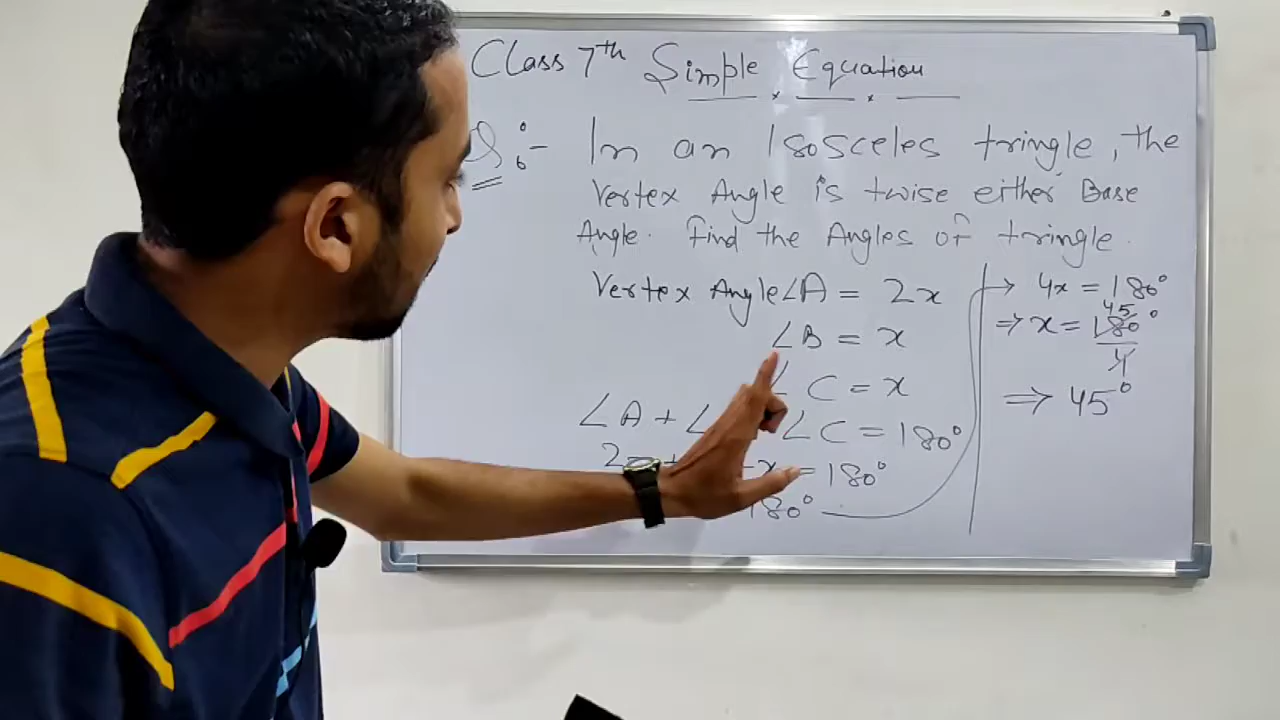 Class 7th Simple Equation
Q:- In an Isosceles tringle, the
Vertex Angle is twise either Base
Angle. Find the Angles of tringle.
Vertex Angle ∠A = 2x
∠B = x
∠C = x
∠A + ∠ ∠C = 180°
2 + x = 180°
180°
→ 4x = 180°
⇒ x = 180°/4 45
⇒ 45°